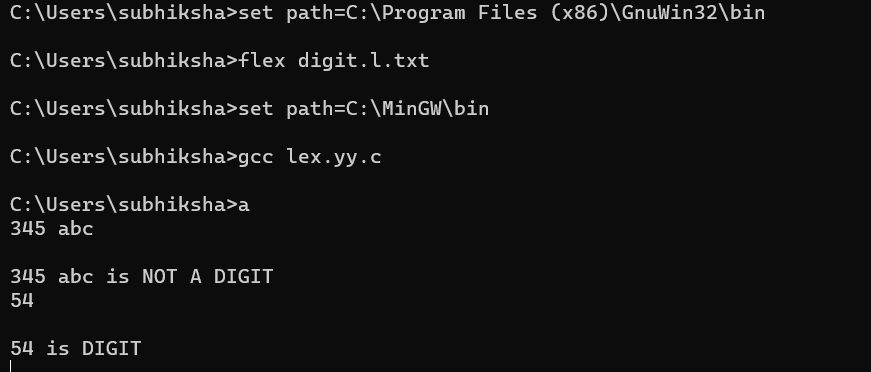 C:\Users\subhiksha>set path=C:\Program Files (x86)\GnuWin32\bin
C:\Users\subhiksha>flex digit.l.txt
C:\Users\subhiksha>set path=C:\MinGW\bin
C:\Users\subhiksha>gcc lex.yy.c
C:\Users\subhiksha>a
345 abc
345 abc is NOT A DIGIT
54
54 is DIGIT